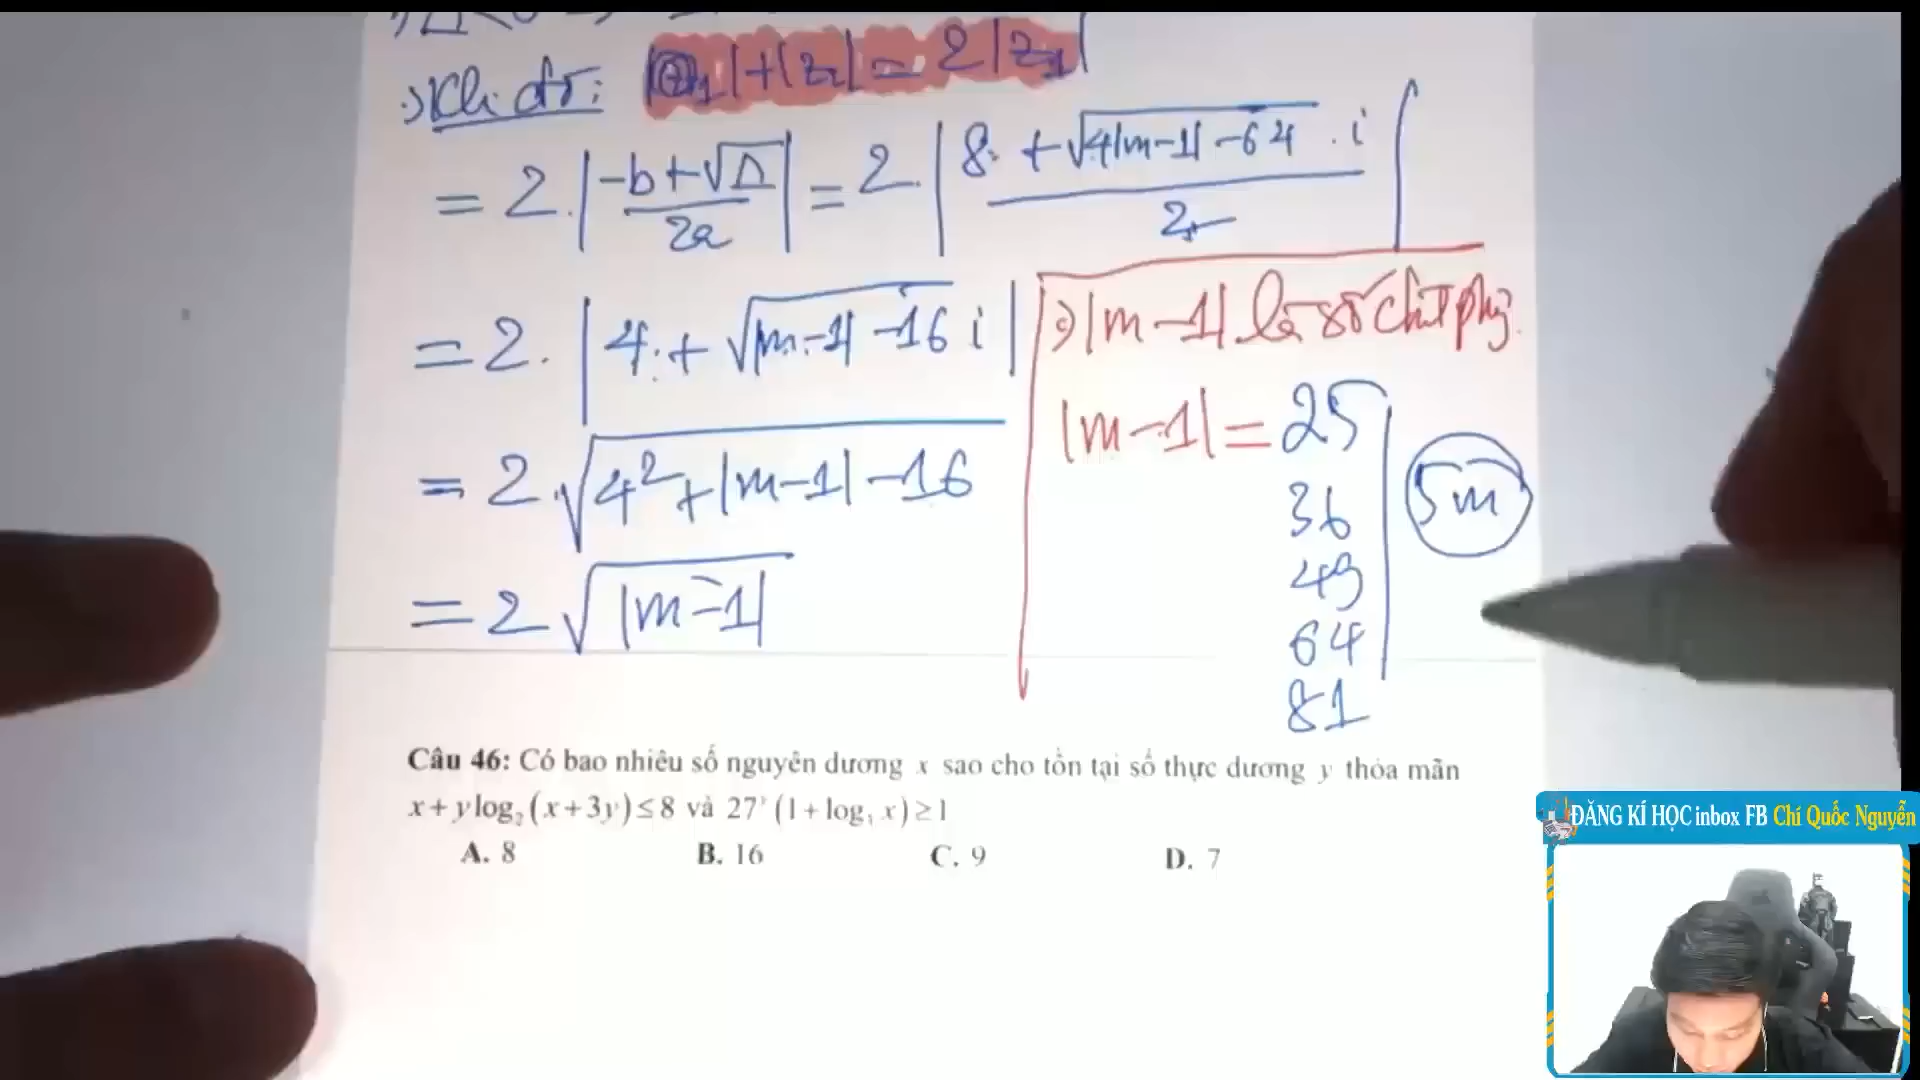 Khi đó: |z₁|+|z₂| = 2|z₁|
= 2.|(-b+√Δ)/2a| = 2.|(8 + √(4|m-1|-64) . i)/2|
= 2. |4 + √(|m-1|-16) i|
= 2.√(4²+|m-1|-16)
= 2√|m-1|
|m-1| là số chính phg.
|m-1| = 25
36
49
64
81
5m
Câu 46: Có bao nhiêu số nguyên dương x sao cho tồn tại số thực dương y thỏa mãn
x + y log₂(x+3y) ≤ 8 và 27 (1 + log x) ≥ 1
A. 8 B. 16 C. 9 D. 7
ĐĂNG KÍ HỌC inbox FB Chí Quốc Nguyễn